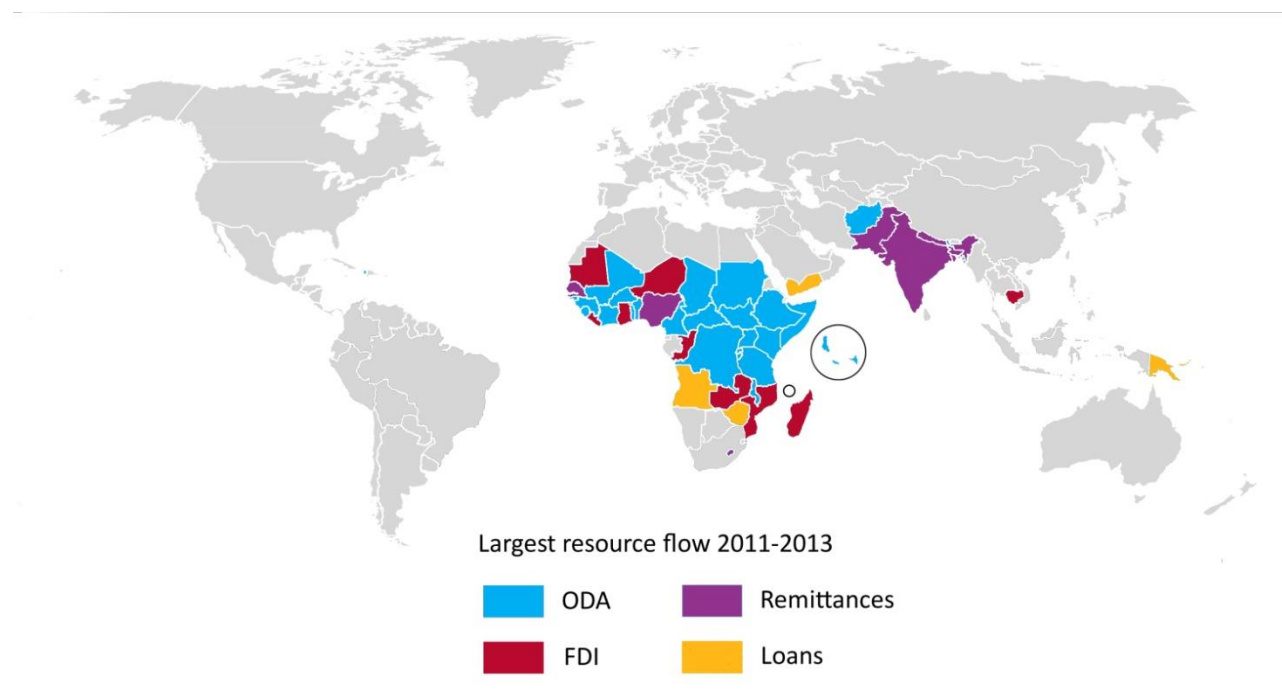 Largest resource flow 2011-2013
ODA
Remittances
FDI
Loans